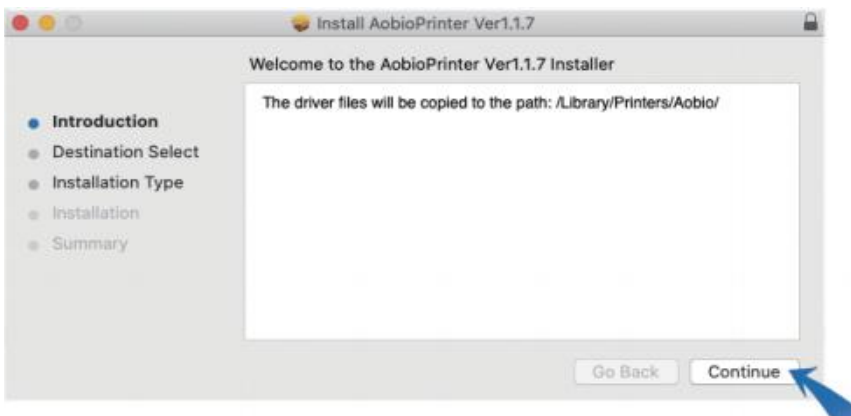 Install AobioPrinter Ver1.1.7
Welcome to the AobioPrinter Ver1.1.7 Installer
The driver files will be copied to the path: /Library/Printers/Aobio/
Introduction
Destination Select
Installation Type
Installation
Summary
Go Back
Continue